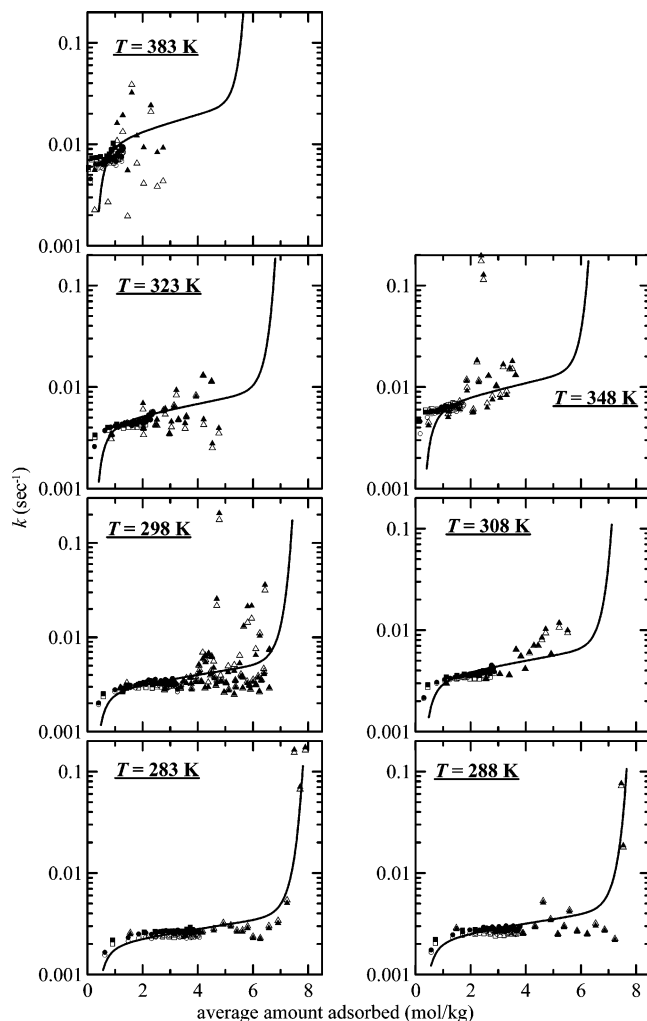 0.1
T = 383 K
0.01
0.001
0.1
T = 323 K
0.01
0.001
0.1
0.01
T = 348 K
0.001
k (sec-1)
0.1
T = 298 K
0.01
0.001
0.1
T = 308 K
0.01
0.001
0.1
T = 283 K
0.01
0.001
0 2 4 6 8
0.1
T = 288 K
0.01
0.001
0 2 4 6 8
average amount adsorbed (mol/kg)